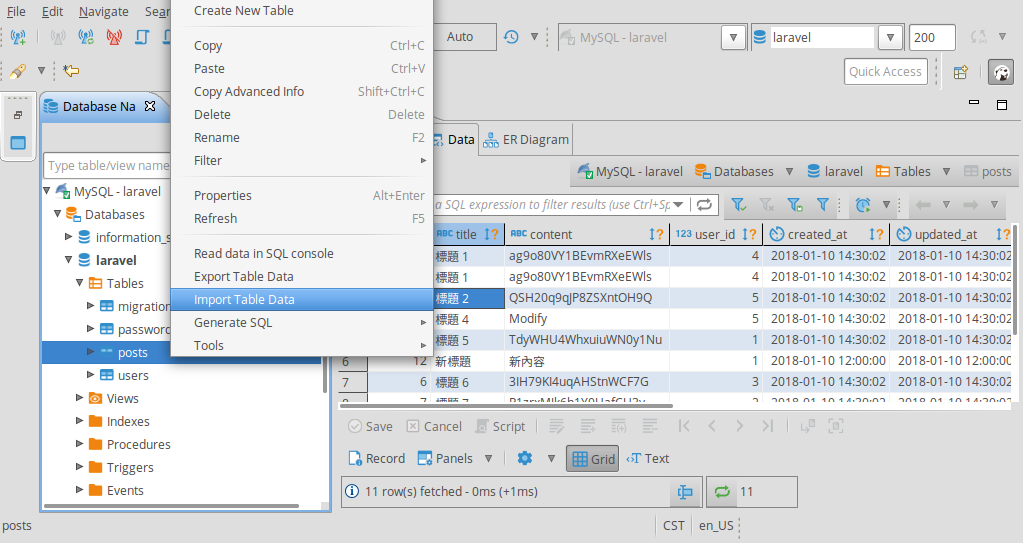 File Edit Navigate Sear
Create New Table
Copy Ctrl+C
Paste Ctrl+V
Copy Advanced Info Shift+Ctrl+C
Delete Delete
Rename F2
Filter
Properties Alt+Enter
Refresh F5
Read data in SQL console
Export Table Data
Import Table Data
Generate SQL
Tools
Auto MySQL - laravel laravel 200
Quick Access
Database Na
Type table/view name
MySQL - laravel
Databases
information_s
laravel
Tables
migration
password
posts
users
Views
Indexes
Procedures
Triggers
Events
Data ER Diagram
MySQL - laravel Databases laravel Tables posts
a SQL expression to filter results (use Ctrl+Sp
ABC title ABC content 123 user_id created_at updated_at
標題 1 ag9o80VY1BEvmRXeEWls 4 2018-01-10 14:30:02 2018-01-10 14:30:02
標題 1 ag9o80VY1BEvmRXeEWls 4 2018-01-10 14:30:02 2018-01-10 14:30:02
標題 2 QSH20q9qJP8ZSXntOH9Q 5 2018-01-10 14:30:02 2018-01-10 14:30:02
標題 4 Modify 5 2018-01-10 14:30:02 2018-01-10 14:30:02
標題 5 TdyWHU4WhxuiuWN0y1Nu 1 2018-01-10 14:30:02 2018-01-10 14:30:02
6 12 新標題 新內容 1 2018-01-10 12:00:00 2018-01-10 12:00:00
7 6 標題 6 3IH79Kl4uqAHStnWCF7G 3 2018-01-10 14:30:02 2018-01-10 14:30:02
Save Cancel Script
Record Panels Grid Text
11 row(s) fetched - 0ms (+1ms) 11
posts CST en_US